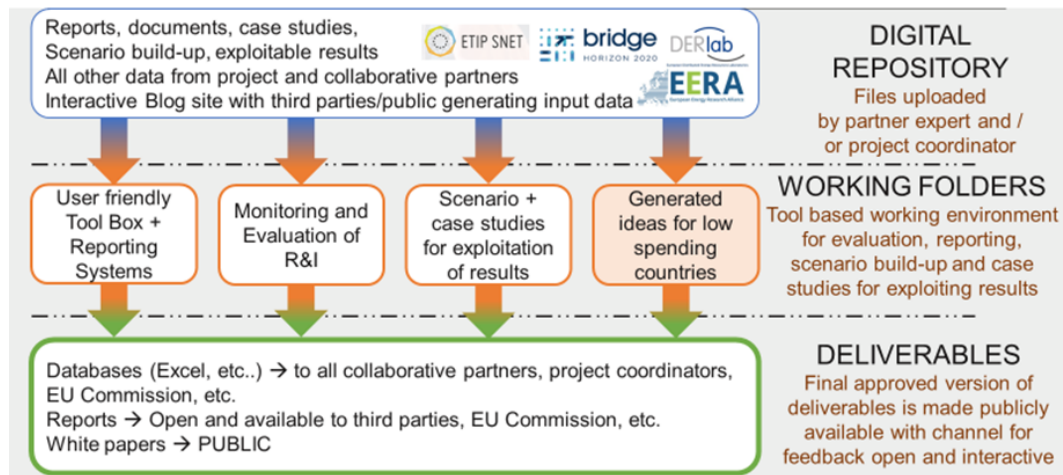 Reports, documents, case studies,
Scenario build-up, exploitable results
All other data from project and collaborative partners
Interactive Blog site with third parties/public generating input data
ETIP SNET
bridge
HORIZON 2020
DERlab
EERA
European Energy Research Alliance
DIGITAL
REPOSITORY
Files uploaded
by partner expert and /
or project coordinator
User friendly
Tool Box +
Reporting
Systems
Monitoring and
Evaluation of
R&I
Scenario +
case studies
for exploitation
of results
Generated
ideas for low
spending
countries
WORKING FOLDERS
Tool based working environment
for evaluation, reporting,
scenario build-up and case
studies for exploiting results
Databases (Excel, etc..) → to all collaborative partners, project coordinators,
EU Commission, etc.
Reports → Open and available to third parties, EU Commission, etc.
White papers → PUBLIC
DELIVERABLES
Final approved version of
deliverables is made publicly
available with channel for
feedback open and interactive